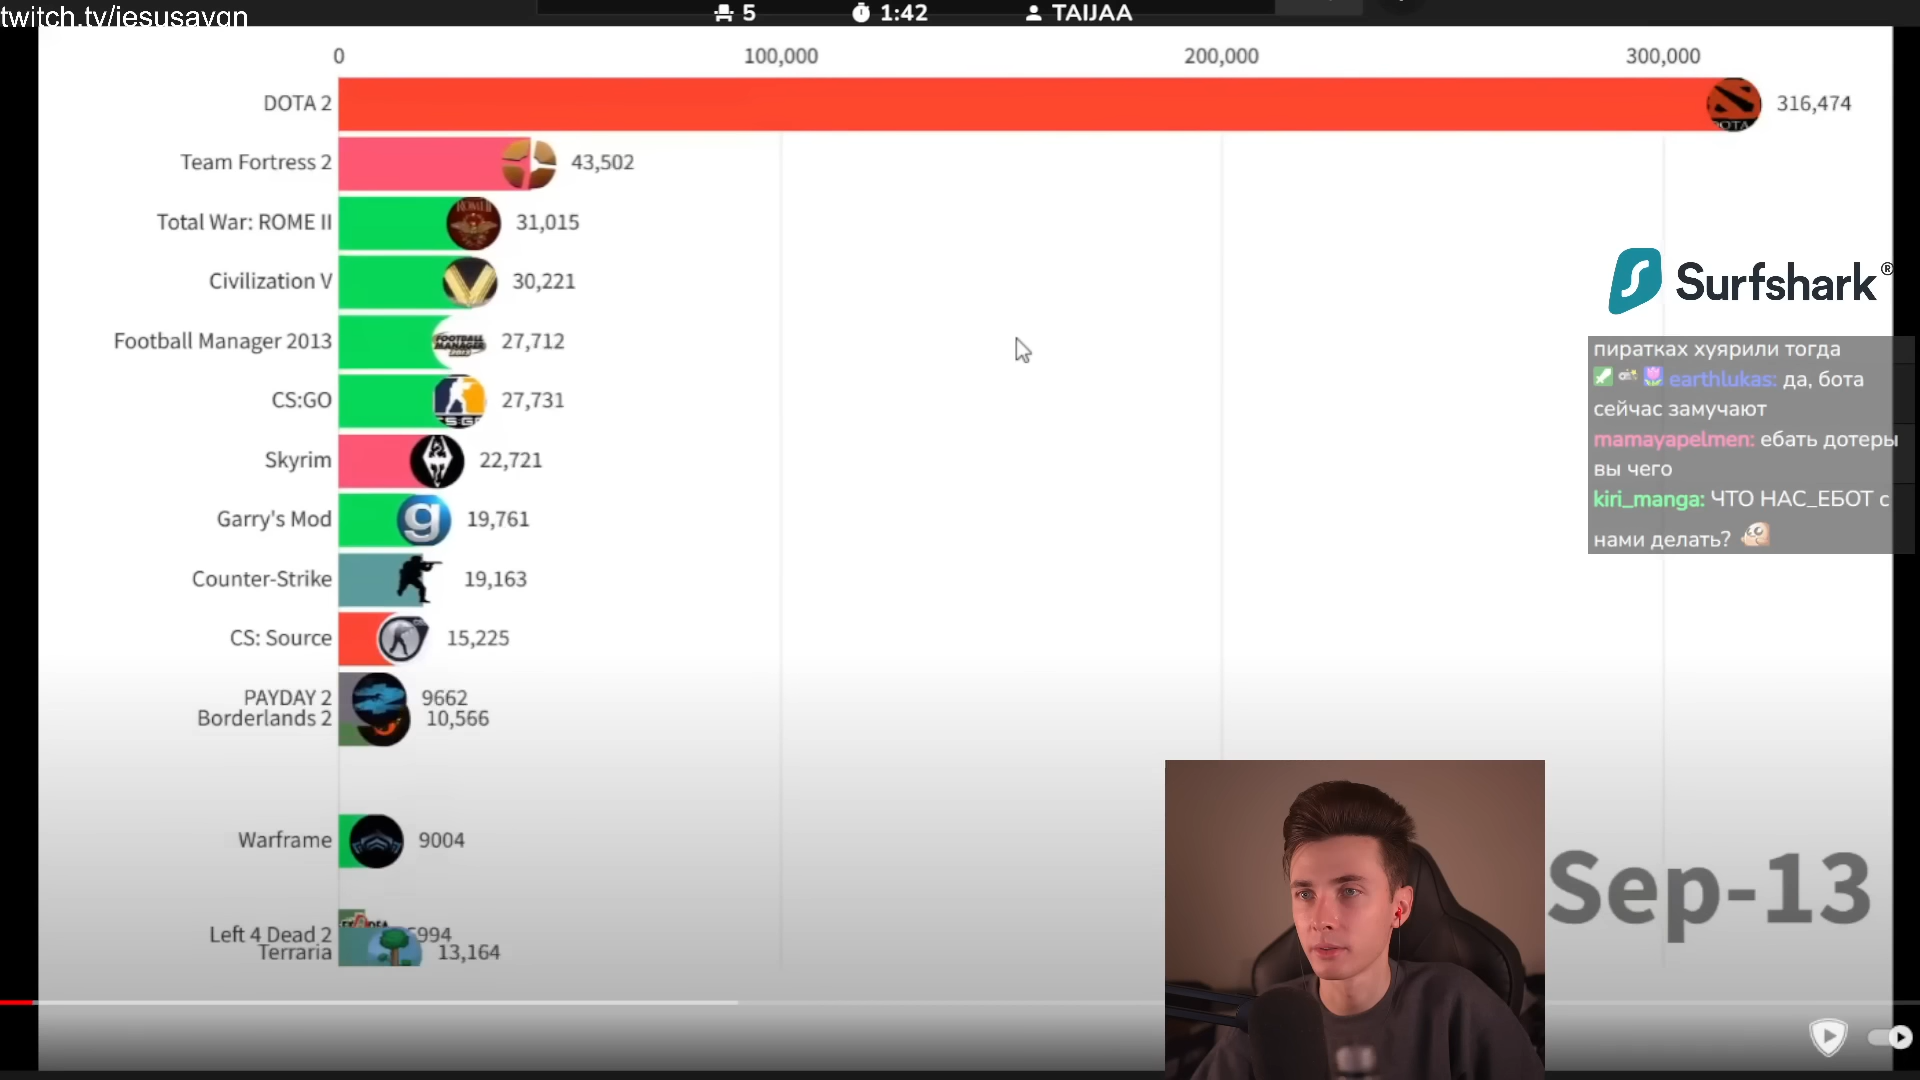 twitch.tv/jesusavgn
5 1:42 TAIJAA
0 100,000 200,000 300,000
DOTA 2 316,474
Team Fortress 2 43,502
Total War: ROME II 31,015
Civilization V 30,221
Football Manager 2013 27,712
CS:GO 27,731
Skyrim 22,721
Garry's Mod 19,761
Counter-Strike 19,163
CS: Source 15,225
PAYDAY 2 9662
Borderlands 2 10,566
Warframe 9004
Left 4 Dead 2
Terraria 13,164
Surfshark®
пиратках хуярили тогда
earthlukas: да, бота
сейчас замучают
mamayapelmen: ебать дотеры
вы чего
kiri_manga: ЧТО НАС_ЕБОТ с
нами делать?
Sep-13